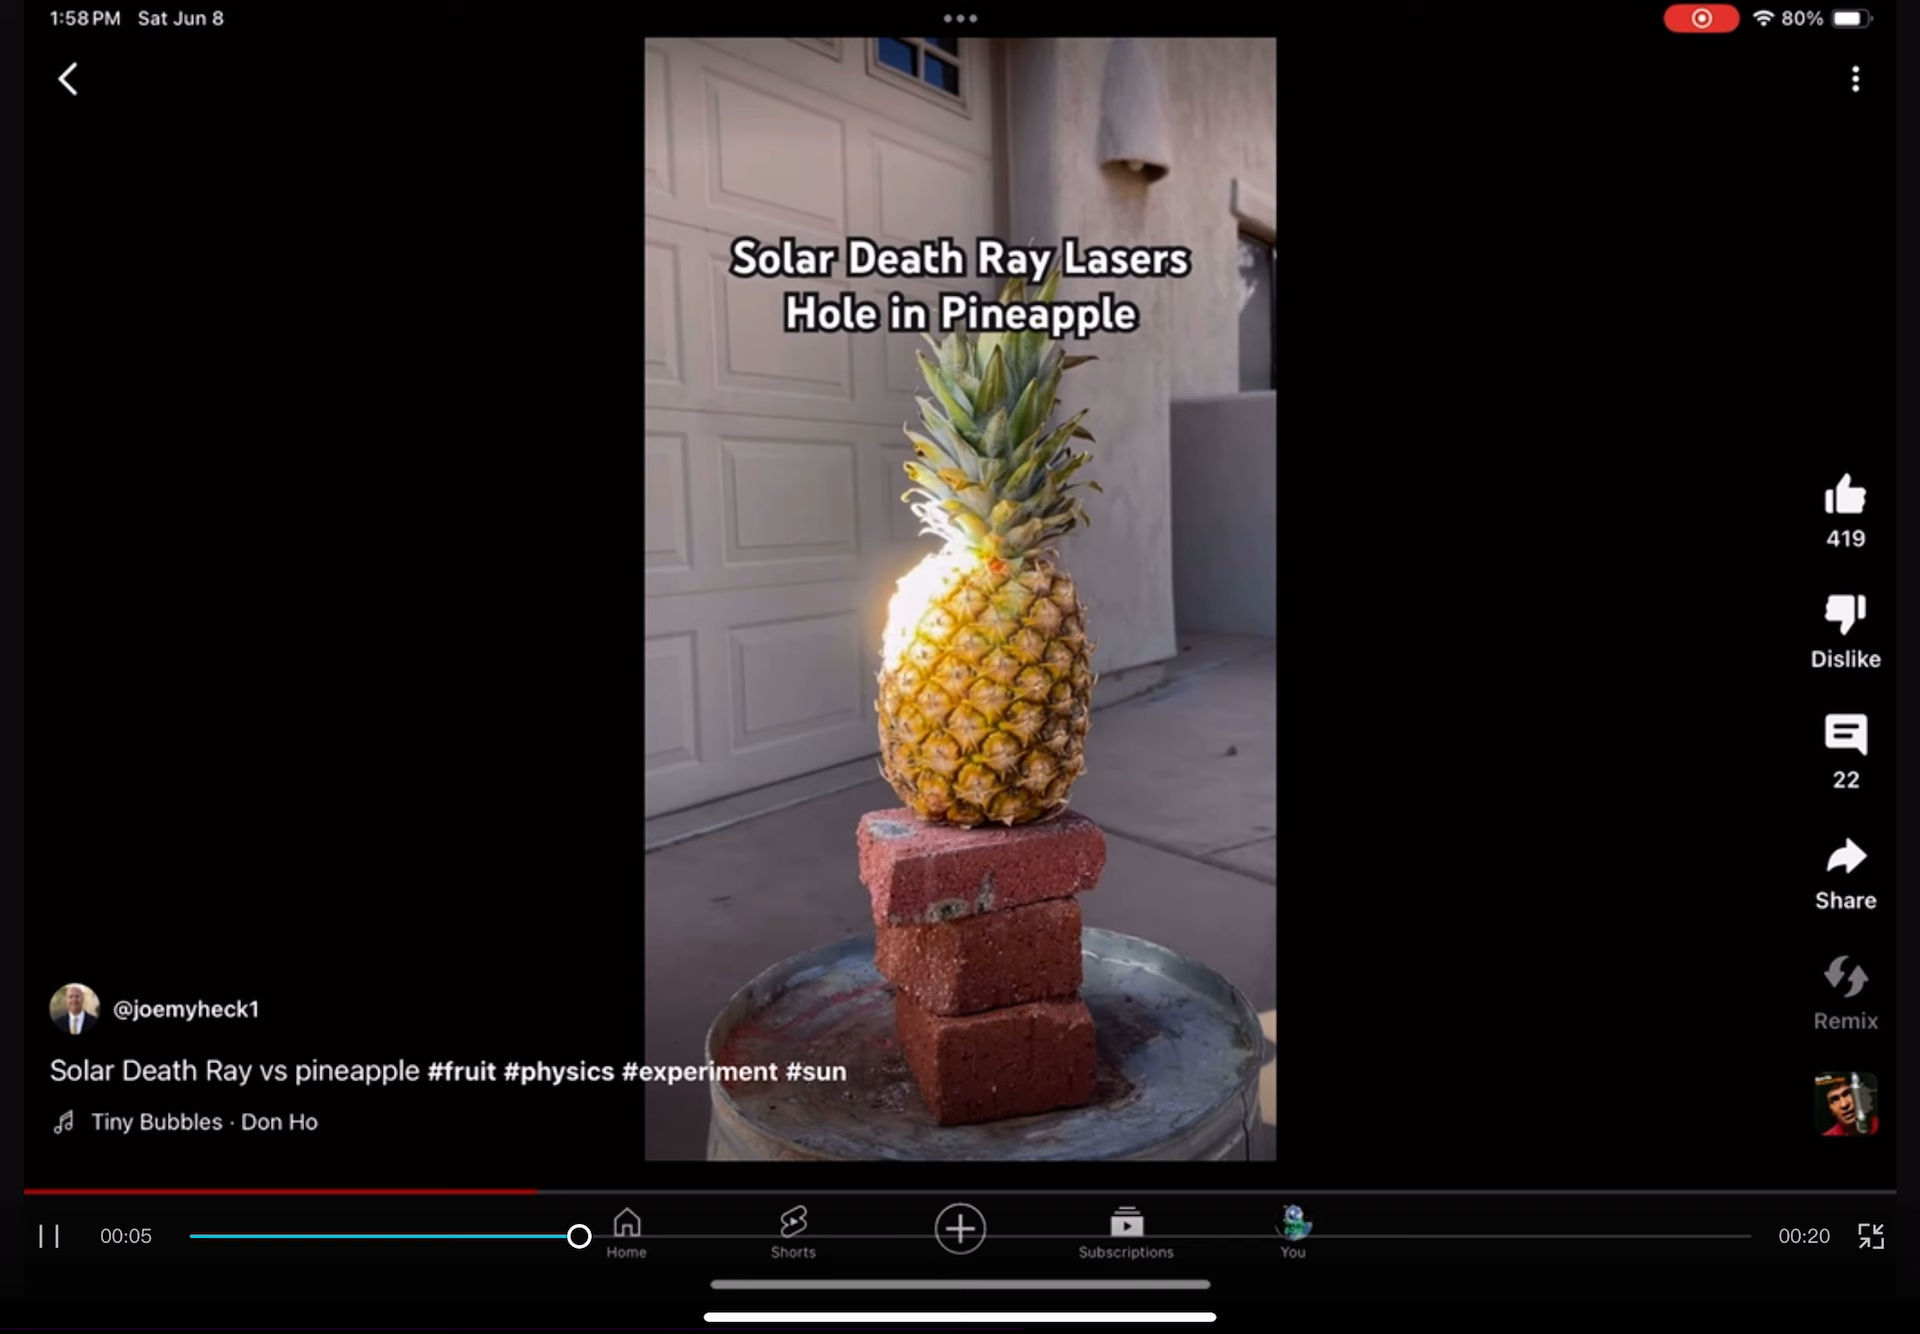 1:58 PM Sat Jun 8
80%
Solar Death Ray Lasers
Hole in Pineapple
419
Dislike
22
Share
Remix
@joemyheck1
Solar Death Ray vs pineapple #fruit #physics #experiment #sun
Tiny Bubbles · Don Ho
00:05
Home
Shorts
Subscriptions
You
00:20